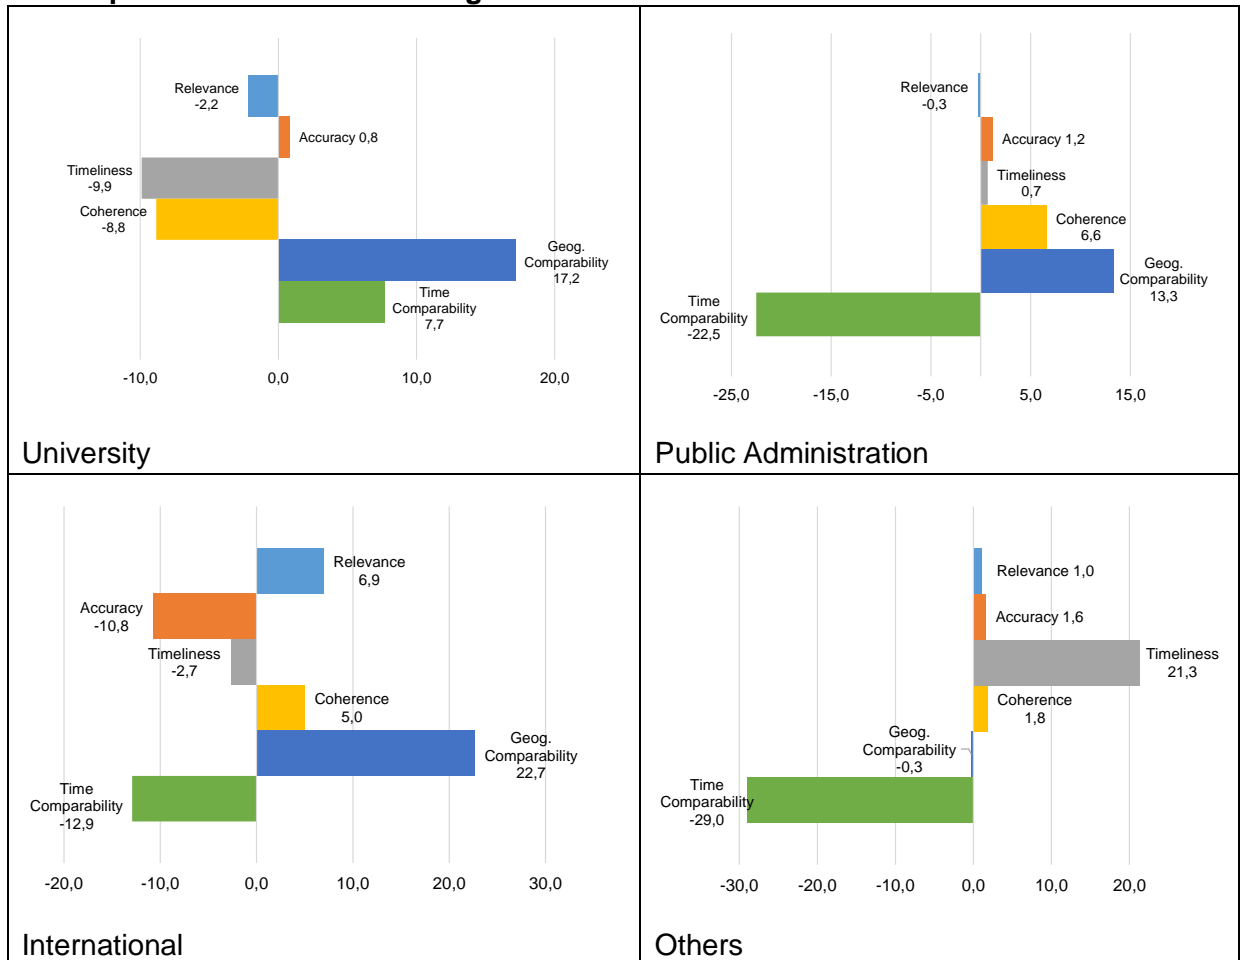 Relevance
-2,2
Accuracy 0,8
Timeliness
-9,9
Coherence
-8,8
Geog.
Comparability
17,2
Time
Comparability
7,7
-10,0 0,0 10,0 20,0
University
Relevance
-0,3
Accuracy 1,2
Timeliness
0,7
Coherence
6,6
Geog.
Comparability
13,3
Time
Comparability
-22,5
-25,0 -15,0 -5,0 5,0 15,0
Public Administration
Relevance
6,9
Accuracy
-10,8
Timeliness
-2,7
Coherence
5,0
Geog.
Comparability
22,7
Time
Comparability
-12,9
-20,0 -10,0 0,0 10,0 20,0 30,0
International
Relevance 1,0
Accuracy 1,6
Timeliness
21,3
Coherence
1,8
Geog.
Comparability
-0,3
Time
Comparability
-29,0
-30,0 -20,0 -10,0 0,0 10,0 20,0
Others